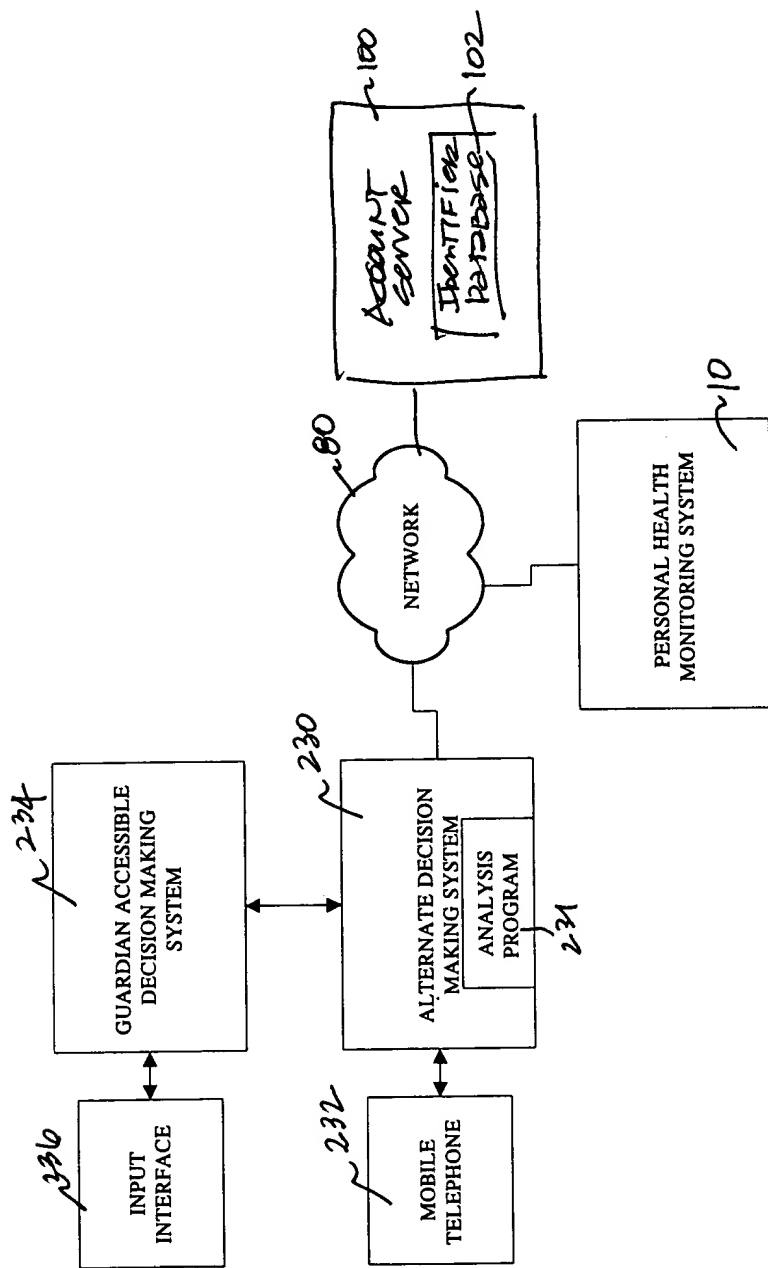 236
INPUT
INTERFACE
234
GUARDIAN ACCESSIBLE
DECISION MAKING
SYSTEM
232
MOBILE
TELEPHONE
230
ALTERNATE DECISION
MAKING SYSTEM
ANALYSIS
PROGRAM
231
80
NETWORK
100
ACCOUNT
SERVER
IDENTIFIER
DATABASE
102
10
PERSONAL HEALTH
MONITORING SYSTEM